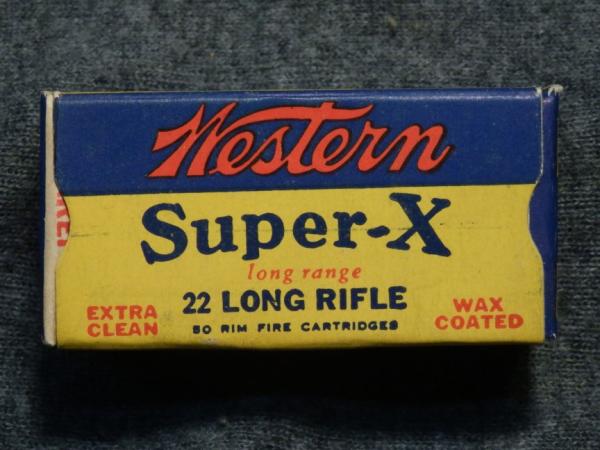 Western
Super-X
long range
22 LONG RIFLE
50 RIM FIRE CARTRIDGES
EXTRA
CLEAN
WAX
COATED